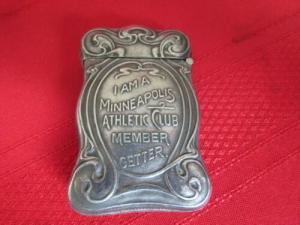 I AM A
MINNEAPOLIS
ATHLETIC CLUB
MEMBER
GETTER